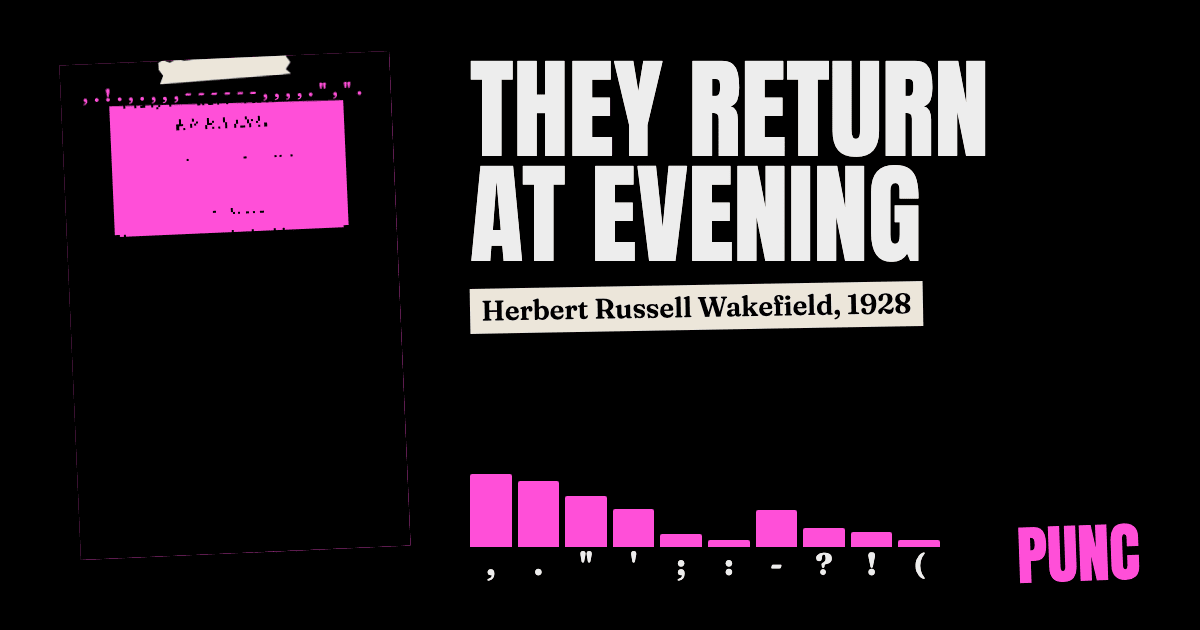 ,.!.,.,,,------,,,,.",".
THEY RETURN
AT EVENING
Herbert Russell Wakefield, 1928
, . " ' ; : - ? ! (
PUNC